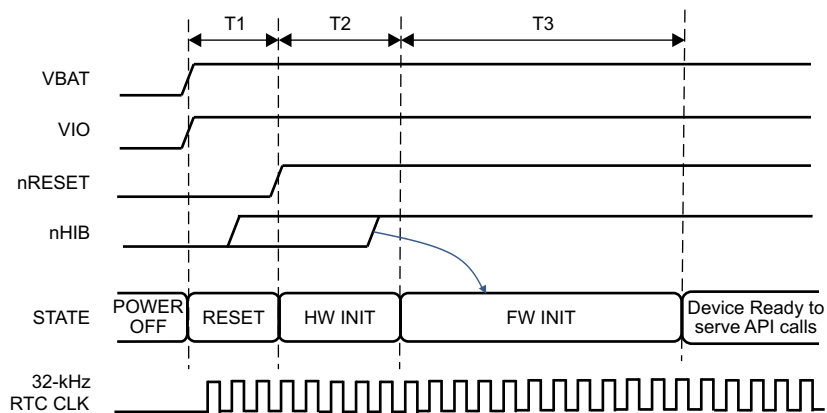 T1 T2 T3
VBAT
VIO
nRESET
nHIB
STATE
POWER
OFF
RESET
HW INIT
FW INIT
Device Ready to
serve API calls
32-kHz
RTC CLK